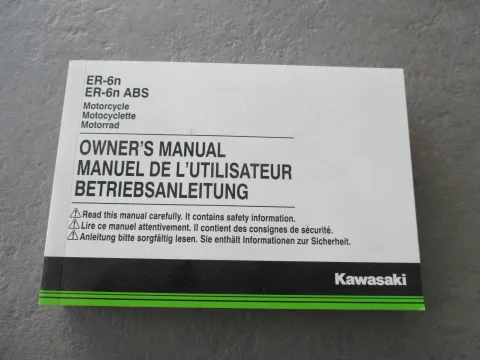 ER-6n
ER-6n ABS
Motorcycle
Motocyclette
Motorrad
OWNER'S MANUAL
MANUEL DE L'UTILISATEUR
BETRIEBSANLEITUNG
Read this manual carefully. It contains safety information.
Lire ce manuel attentivement. Il contient des consignes de sécurité.
Anleitung bitte sorgfältig lesen. Sie enthält Informationen zur Sicherheit.
Kawasaki